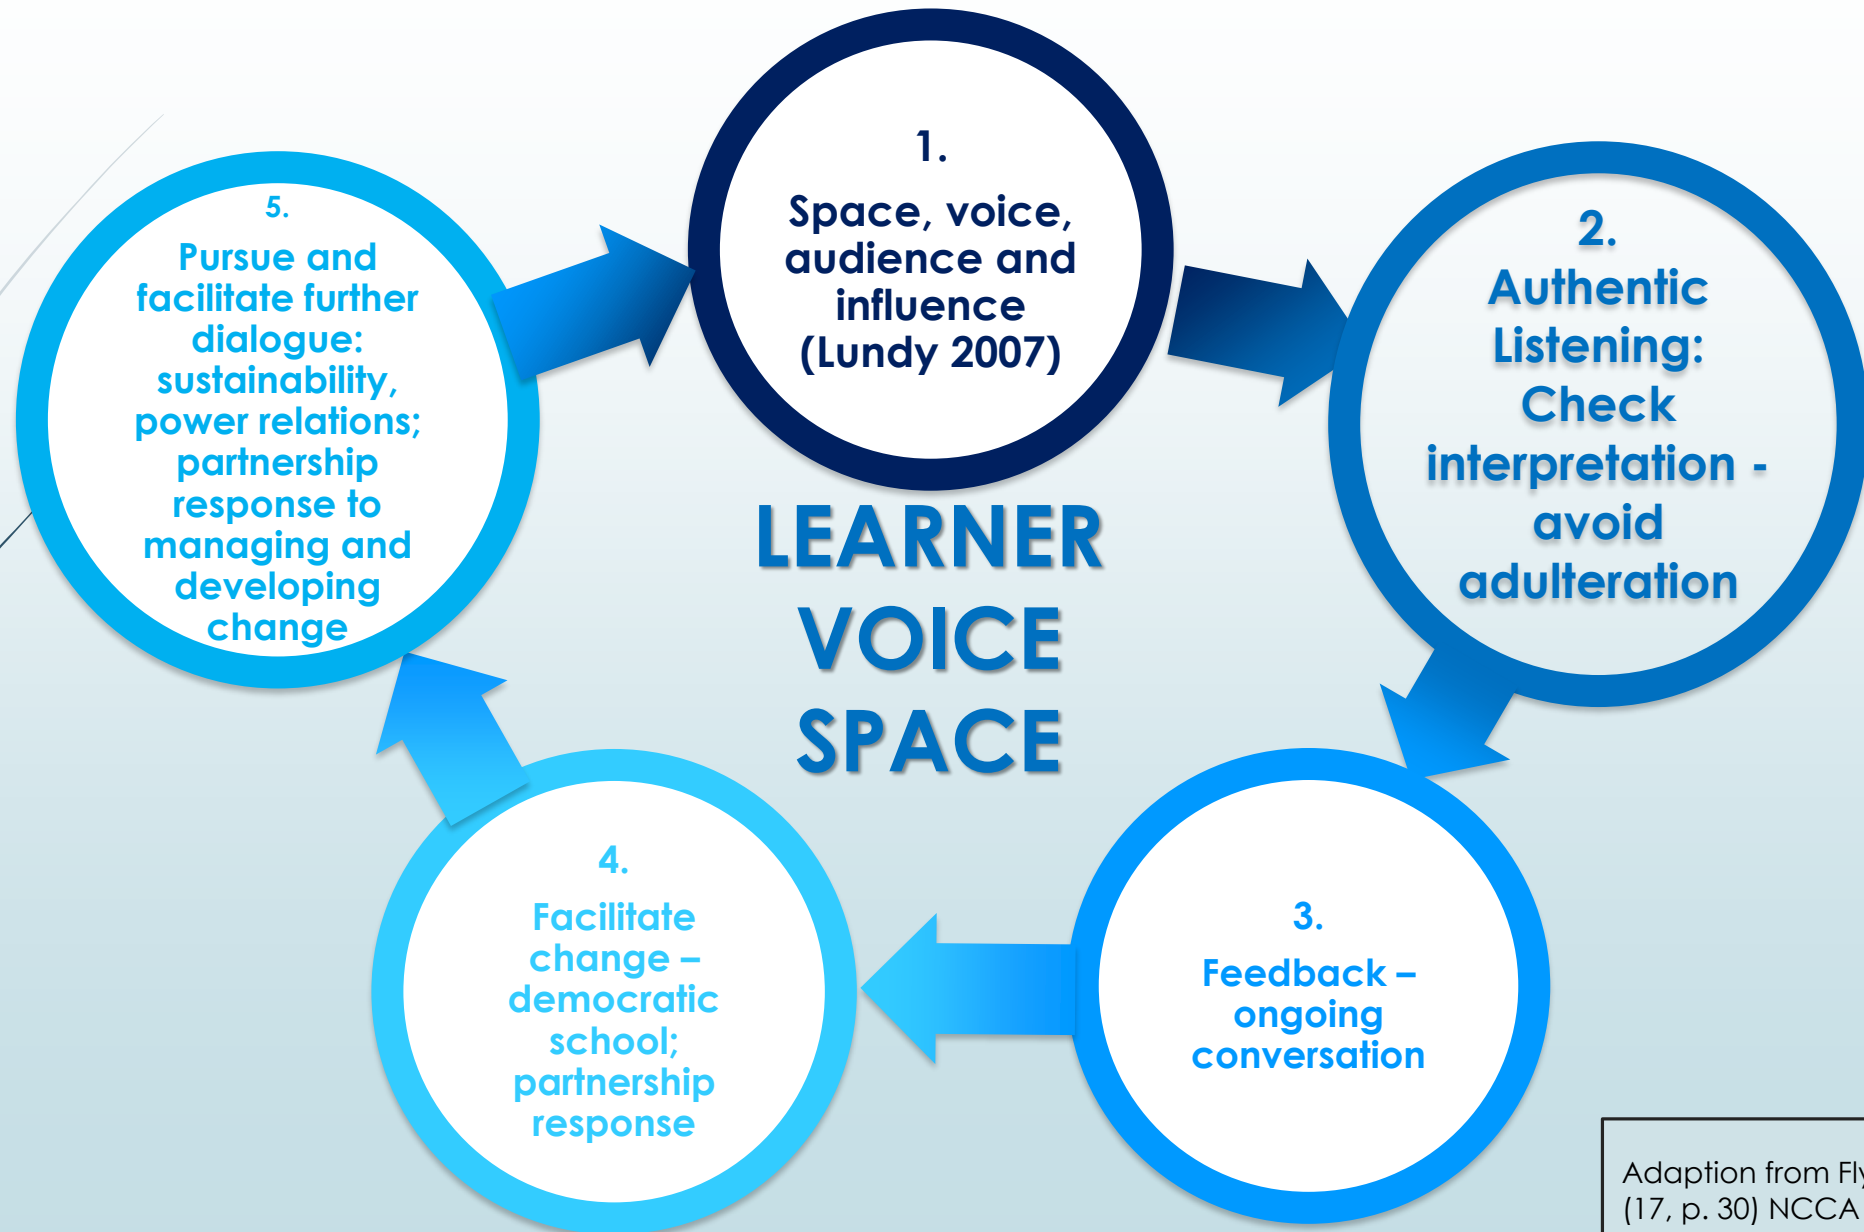 1.
Space, voice,
audience and
influence
(Lundy 2007)
2.
Authentic
Listening:
Check
interpretation -
avoid
adulteration
3.
Feedback –
ongoing
conversation
4.
Facilitate
change –
democratic
school;
partnership
response
5.
Pursue and
facilitate further
dialogue:
sustainability,
power relations;
partnership
response to
managing and
developing
change
LEARNER
VOICE
SPACE
Adaption from
(17, p. 30) NCCA